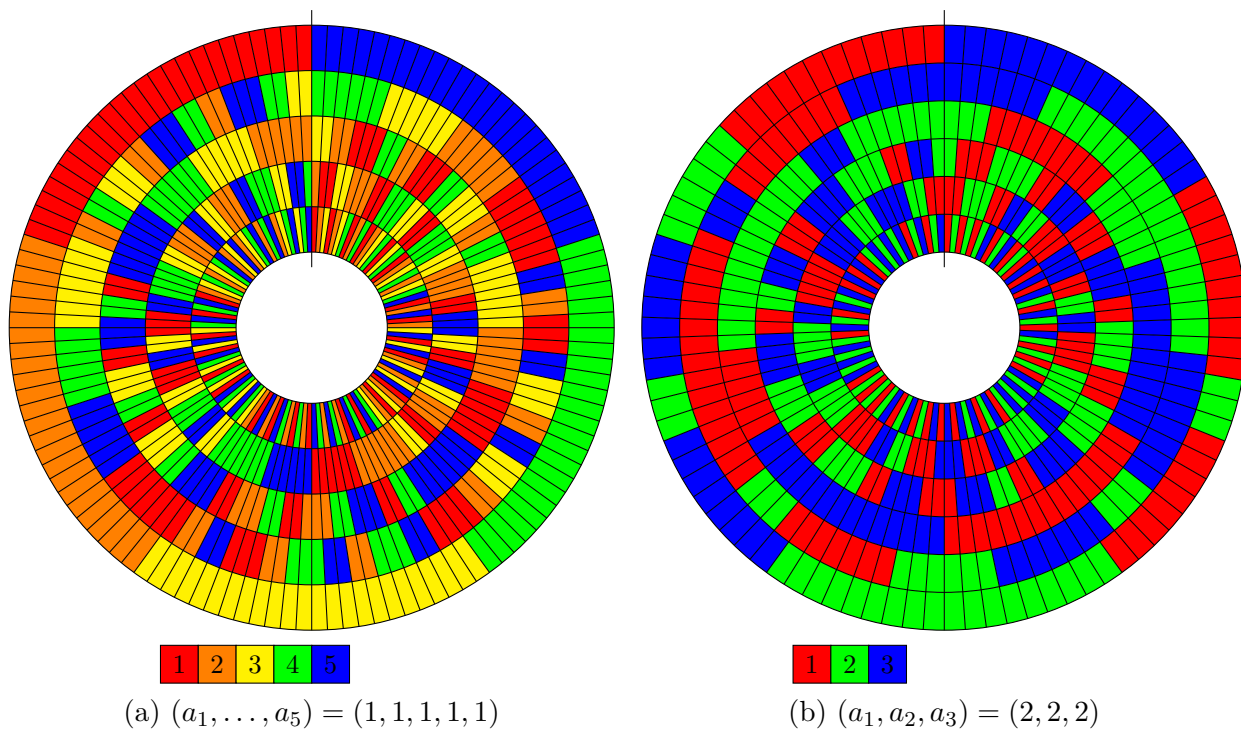 1 2 3 4 5
1 2 3
(a) (a₁, . . . , a₅) = (1, 1, 1, 1, 1)
(b) (a₁, a₂, a₃) = (2, 2, 2)